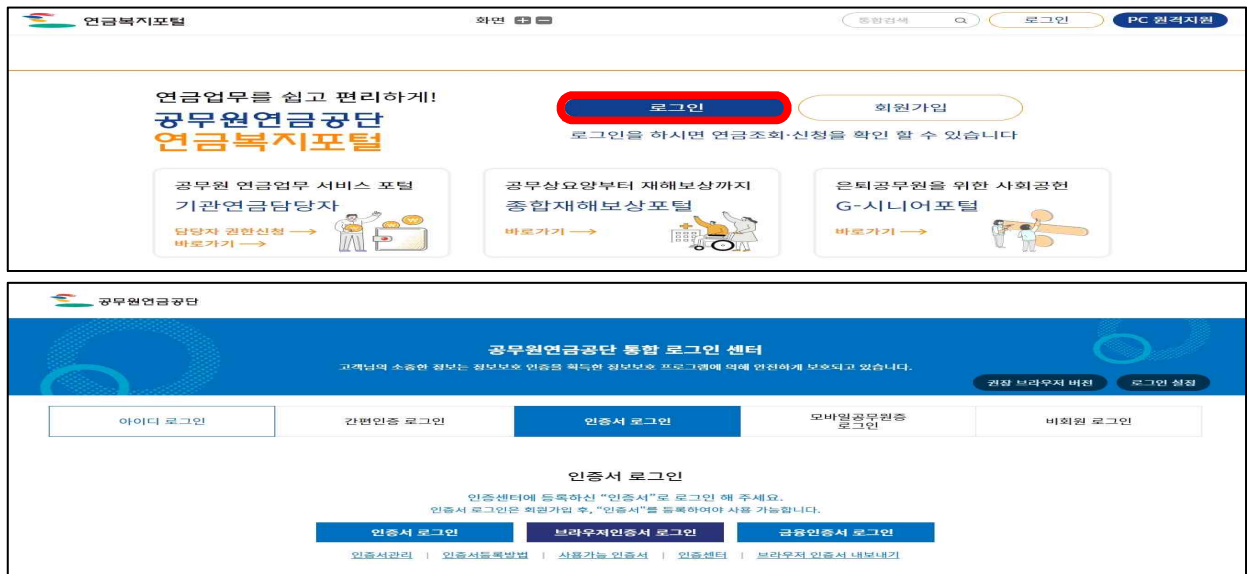 연금복지포털
화면
통합검색
로그인
PC 원격지원
연금업무를 쉽고 편리하게!
공무원연금공단
연금복지포털
로그인
회원가입
로그인을 하시면 연금조회·신청을 확인 할 수 있습니다
공무원 연금업무 서비스 포털
기관연금담당자
담당자 권한신청
바로가기
공무상요양부터 재해보상까지
종합재해보상포털
바로가기
은퇴공무원을 위한 사회공헌
G-시니어포털
바로가기
공무원연금공단
공무원연금공단 통합 로그인 센터
고객님의 소중한 정보는 정보보호 인증을 획득한 정보보호 프로그램에 의해 안전하게 보호되고 있습니다.
권장 브라우저 버전
로그인 설정
아이디 로그인
간편인증 로그인
인증서 로그인
모바일공무원증
로그인
비회원 로그인
인증서 로그인
인증센터에 등록하신 "인증서"로 로그인 해 주세요.
인증서 로그인은 회원가입 후, "인증서"를 등록하여야 사용 가능합니다.
인증서 로그인
브라우저인증서 로그인
금융인증서 로그인
인증서관리 | 인증서등록방법 | 사용가능 인증서 | 인증센터 | 브라우저 인증서 내보내기